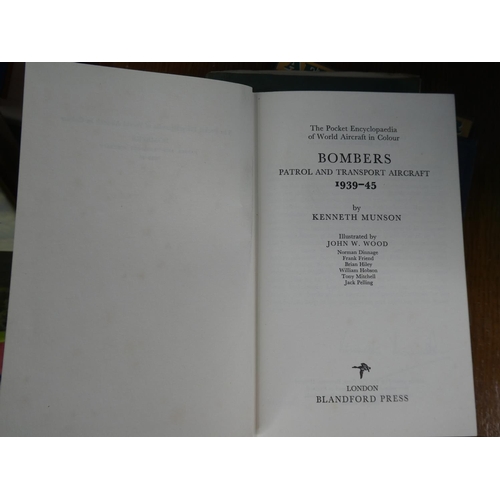 The Pocket Encyclopaedia
of World Aircraft in Colour
BOMBERS
PATROL AND TRANSPORT AIRCRAFT
1939-45
by
KENNETH MUNSON
Illustrated by
JOHN W. WOOD
Norman Dinnage
Frank Friend
Brian Hiley
William Hobson
Tony Mitchell
Jack Pelling
LONDON
BLANDFORD PRESS